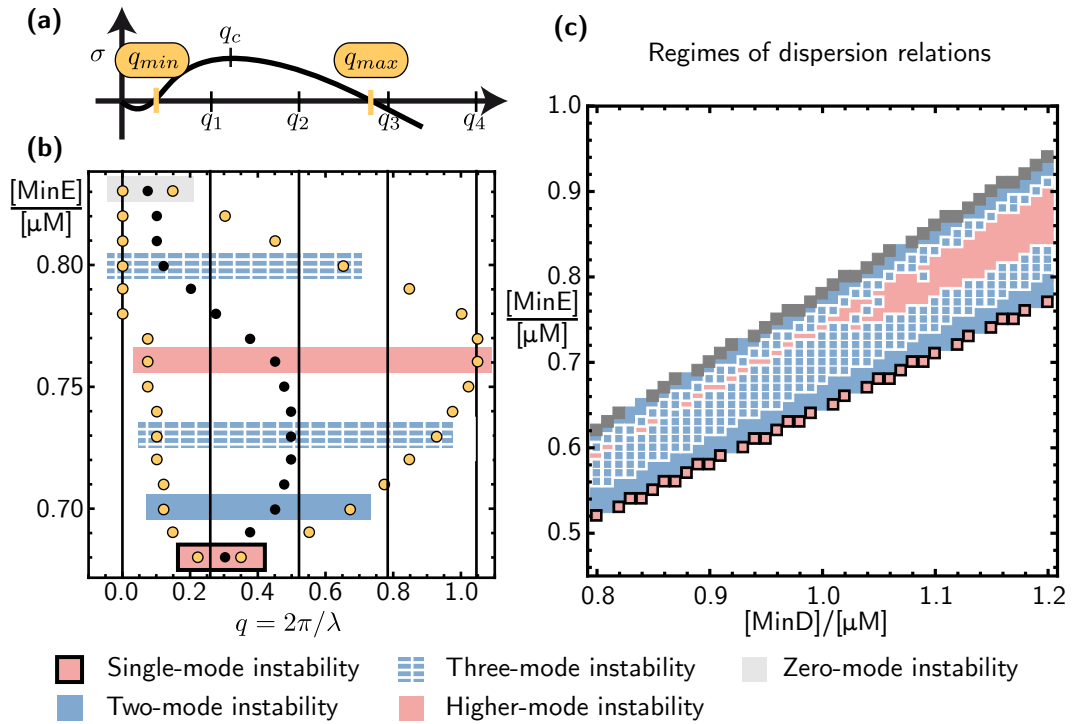 (a)
σ
q_min
q_c
q_max
q_1
q_2
q_3
q_4
(b)
[MinE]
[µM]
0.80
0.75
0.70
0.0 0.2 0.4 0.6 0.8 1.0
q = 2π/λ
(c)
Regimes of dispersion relations
[MinE]
[µM]
1.0
0.9
0.8
0.7
0.6
0.5
0.8 0.9 1.0 1.1 1.2
[MinD]/[µM]
Single-mode instability
Three-mode instability
Zero-mode instability
Two-mode instability
Higher-mode instability